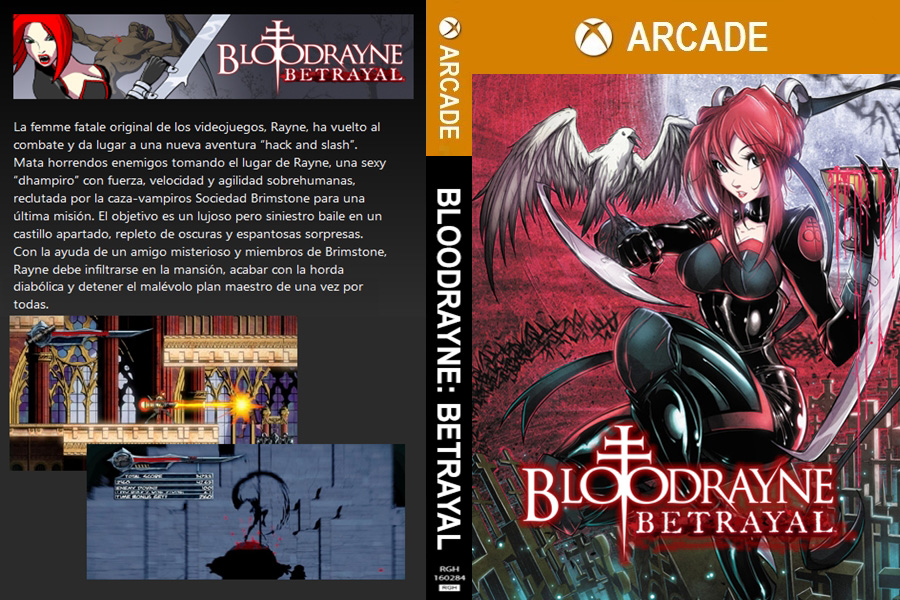 BLOODRAYNE
BETRAYAL
La femme fatale original de los videojuegos, Rayne, ha vuelto al
combate y da lugar a una nueva aventura “hack and slash”.
Mata horrendos enemigos tomando el lugar de Rayne, una sexy
“dhampiro” con fuerza, velocidad y agilidad sobrehumanas,
reclutada por la caza-vampiros Sociedad Brimstone para una
última misión. El objetivo es un lujoso pero siniestro baile en un
castillo apartado, repleto de oscuras y espantosas sorpresas.
Con la ayuda de un amigo misterioso y miembros de Brimstone,
Rayne debe infiltrarse en la mansión, acabar con la horda
diabólica y detener el malévolo plan maestro de una vez por
todas.
TOTAL SCORE
ARCADE
BLOODRAYNE: BETRAYAL
RGH
160284
RGH
ARCADE
BLOODRAYNE
BETRAYAL